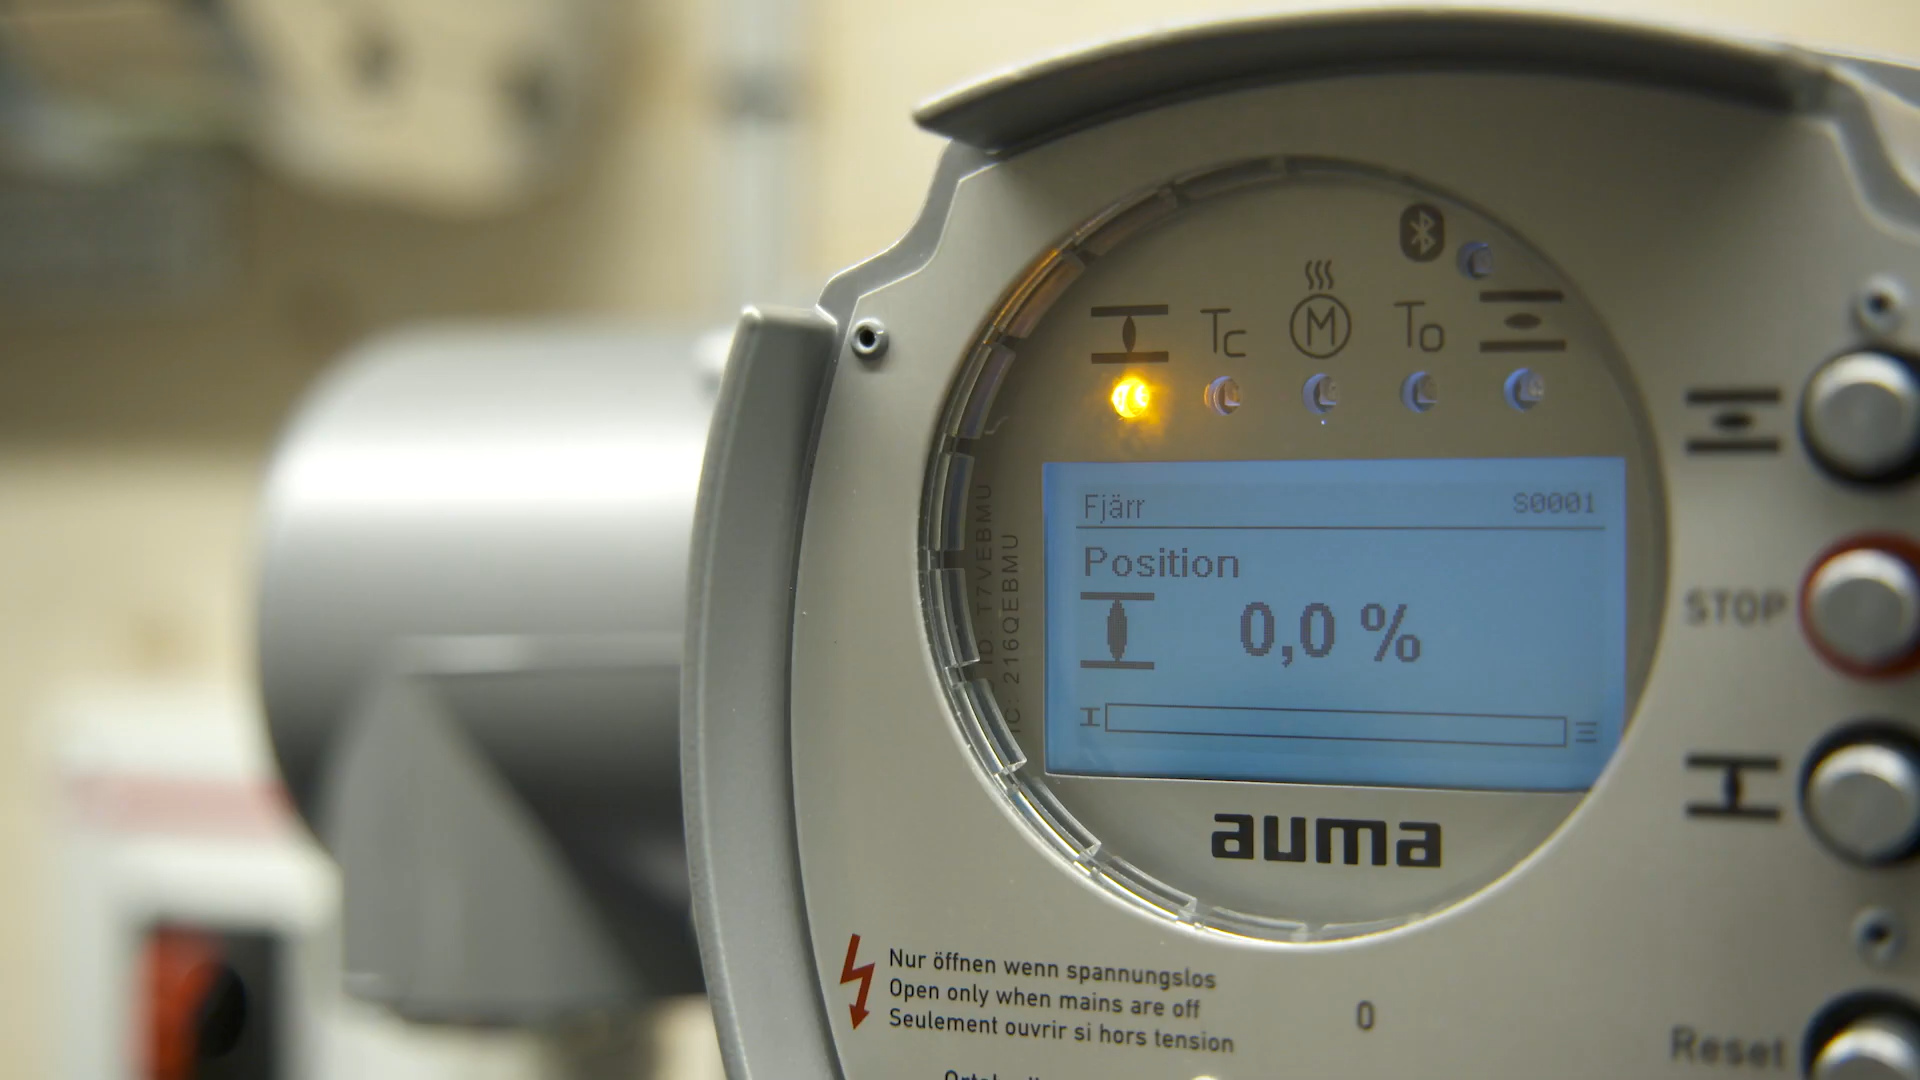 Tc
M
To
Fjärr S0001
Position
0,0 %
auma
ID: T7VEBMU
IC: 216QEBMU
STOP
Reset
Nur öffnen wenn spannungslos
Open only when mains are off
Seulement ouvrir si hors tension
0